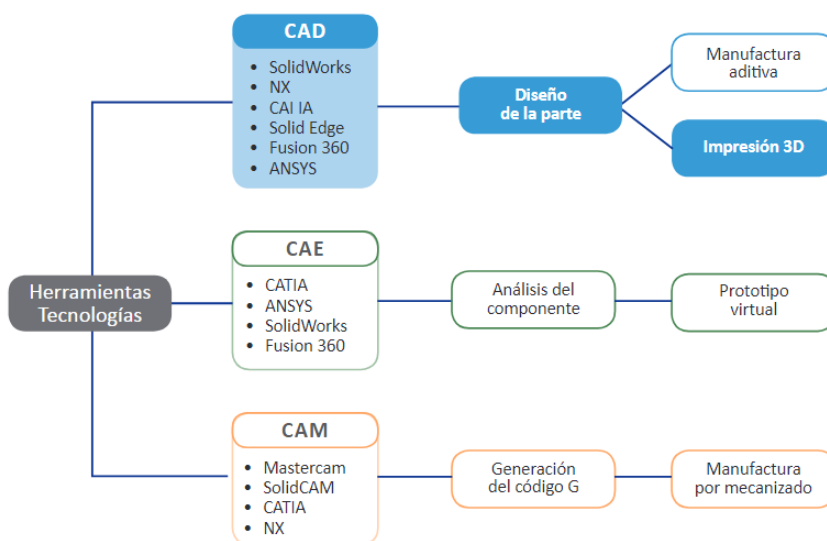 Herramientas
Tecnologías
CAD
• SolidWorks
• NX
• CAI IA
• Solid Edge
• Fusion 360
• ANSYS
Diseño
de la parte
Manufactura
aditiva
Impresión 3D
CAE
• CATIA
• ANSYS
• SolidWorks
• Fusion 360
Análisis del
componente
Prototipo
virtual
CAM
• Mastercam
• SolidCAM
• CATIA
• NX
Generación
del código G
Manufactura
por mecanizado